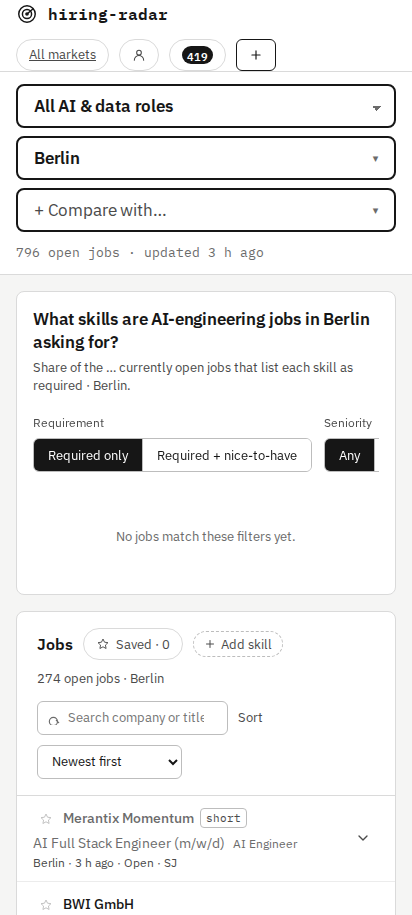 hiring-radar
All markets
419
+
All AI & data roles
Berlin
+ Compare with...
796 open jobs · updated 3 h ago
What skills are AI-engineering jobs in Berlin
asking for?
Share of the … currently open jobs that list each skill as
required · Berlin.
Requirement
Seniority
Required only
Required + nice-to-have
Any
No jobs match these filters yet.
Jobs
Saved · 0
+ Add skill
274 open jobs · Berlin
Search company or title
Sort
Newest first
Merantix Momentum
short
AI Full Stack Engineer (m/w/d) AI Engineer
Berlin · 3 h ago · Open · SJ
BWI GmbH